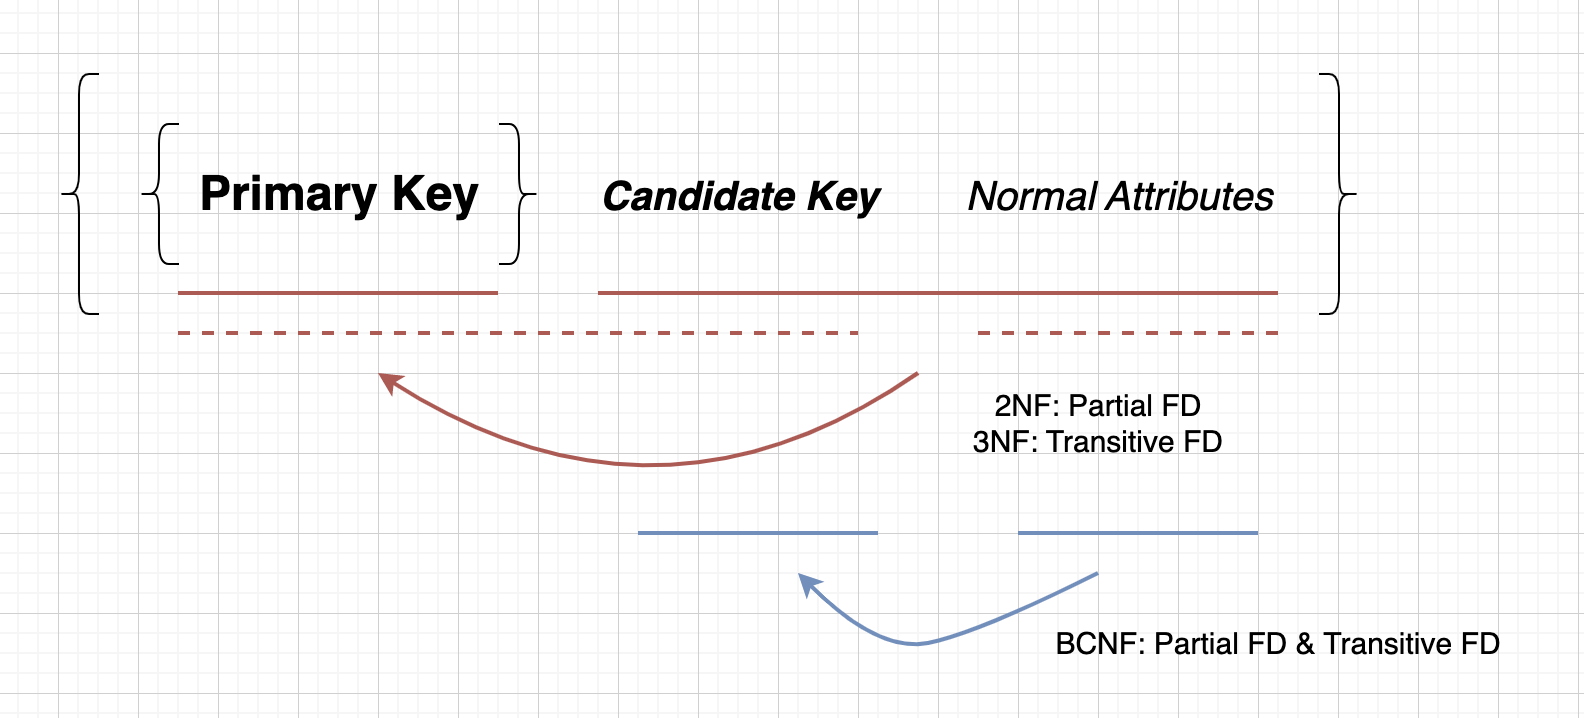 Primary Key
Candidate Key
Normal Attributes
2NF: Partial FD
3NF: Transitive FD
BCNF: Partial FD & Transitive FD